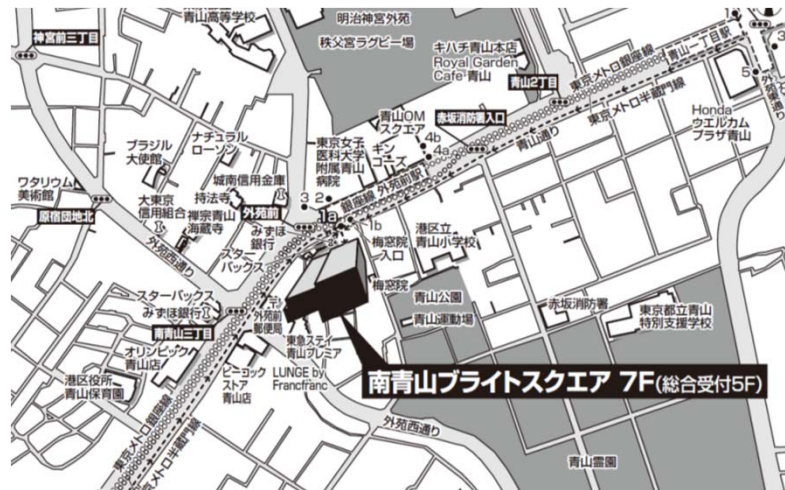 青山高等学校
明治神宮外苑
秩父宮ラグビー場
神宮前三丁目
キハチ青山本店
Royal Garden
Cafe 青山
青山2丁目
東京メトロ銀座線
青山一丁目駅
東京メトロ半蔵門線
外苑東通り
3
5
1
Honda
ウエルカム
プラザ青山
青山通り
赤坂消防署入口
青山OM
スクエア
4b
4a
キン
コーズ
東京女子
医科大学
附属青山
病院
銀座線 外苑前駅
ナチュラル
ローソン
ブラジル
大使館
ワタリウム
美術館
原宿団地北
城南信用金庫
持法寺
大東京
信用組合
禅宗青山
海蔵寺
外苑前
3
2
1a
1b
みずほ
銀行
スター
バックス
外苑西通り
梅窓院
入口
港区立
青山小学校
梅窓院
青山公園
青山運動場
赤坂消防署
東京都立青山
特別支援学校
スターバックス
みずほ銀行
南青山三丁目
外苑前
郵便局
オリンピック
青山店
東急ステイ
青山プレミア
LUNGE by
Francfranc
ピーコック
ストア
青山店
港区役所
青山保育園
南青山ブライトスクエア 7F(総合受付5F)
東京メトロ銀座線
東京メトロ半蔵門線
外苑西通り
青山霊園